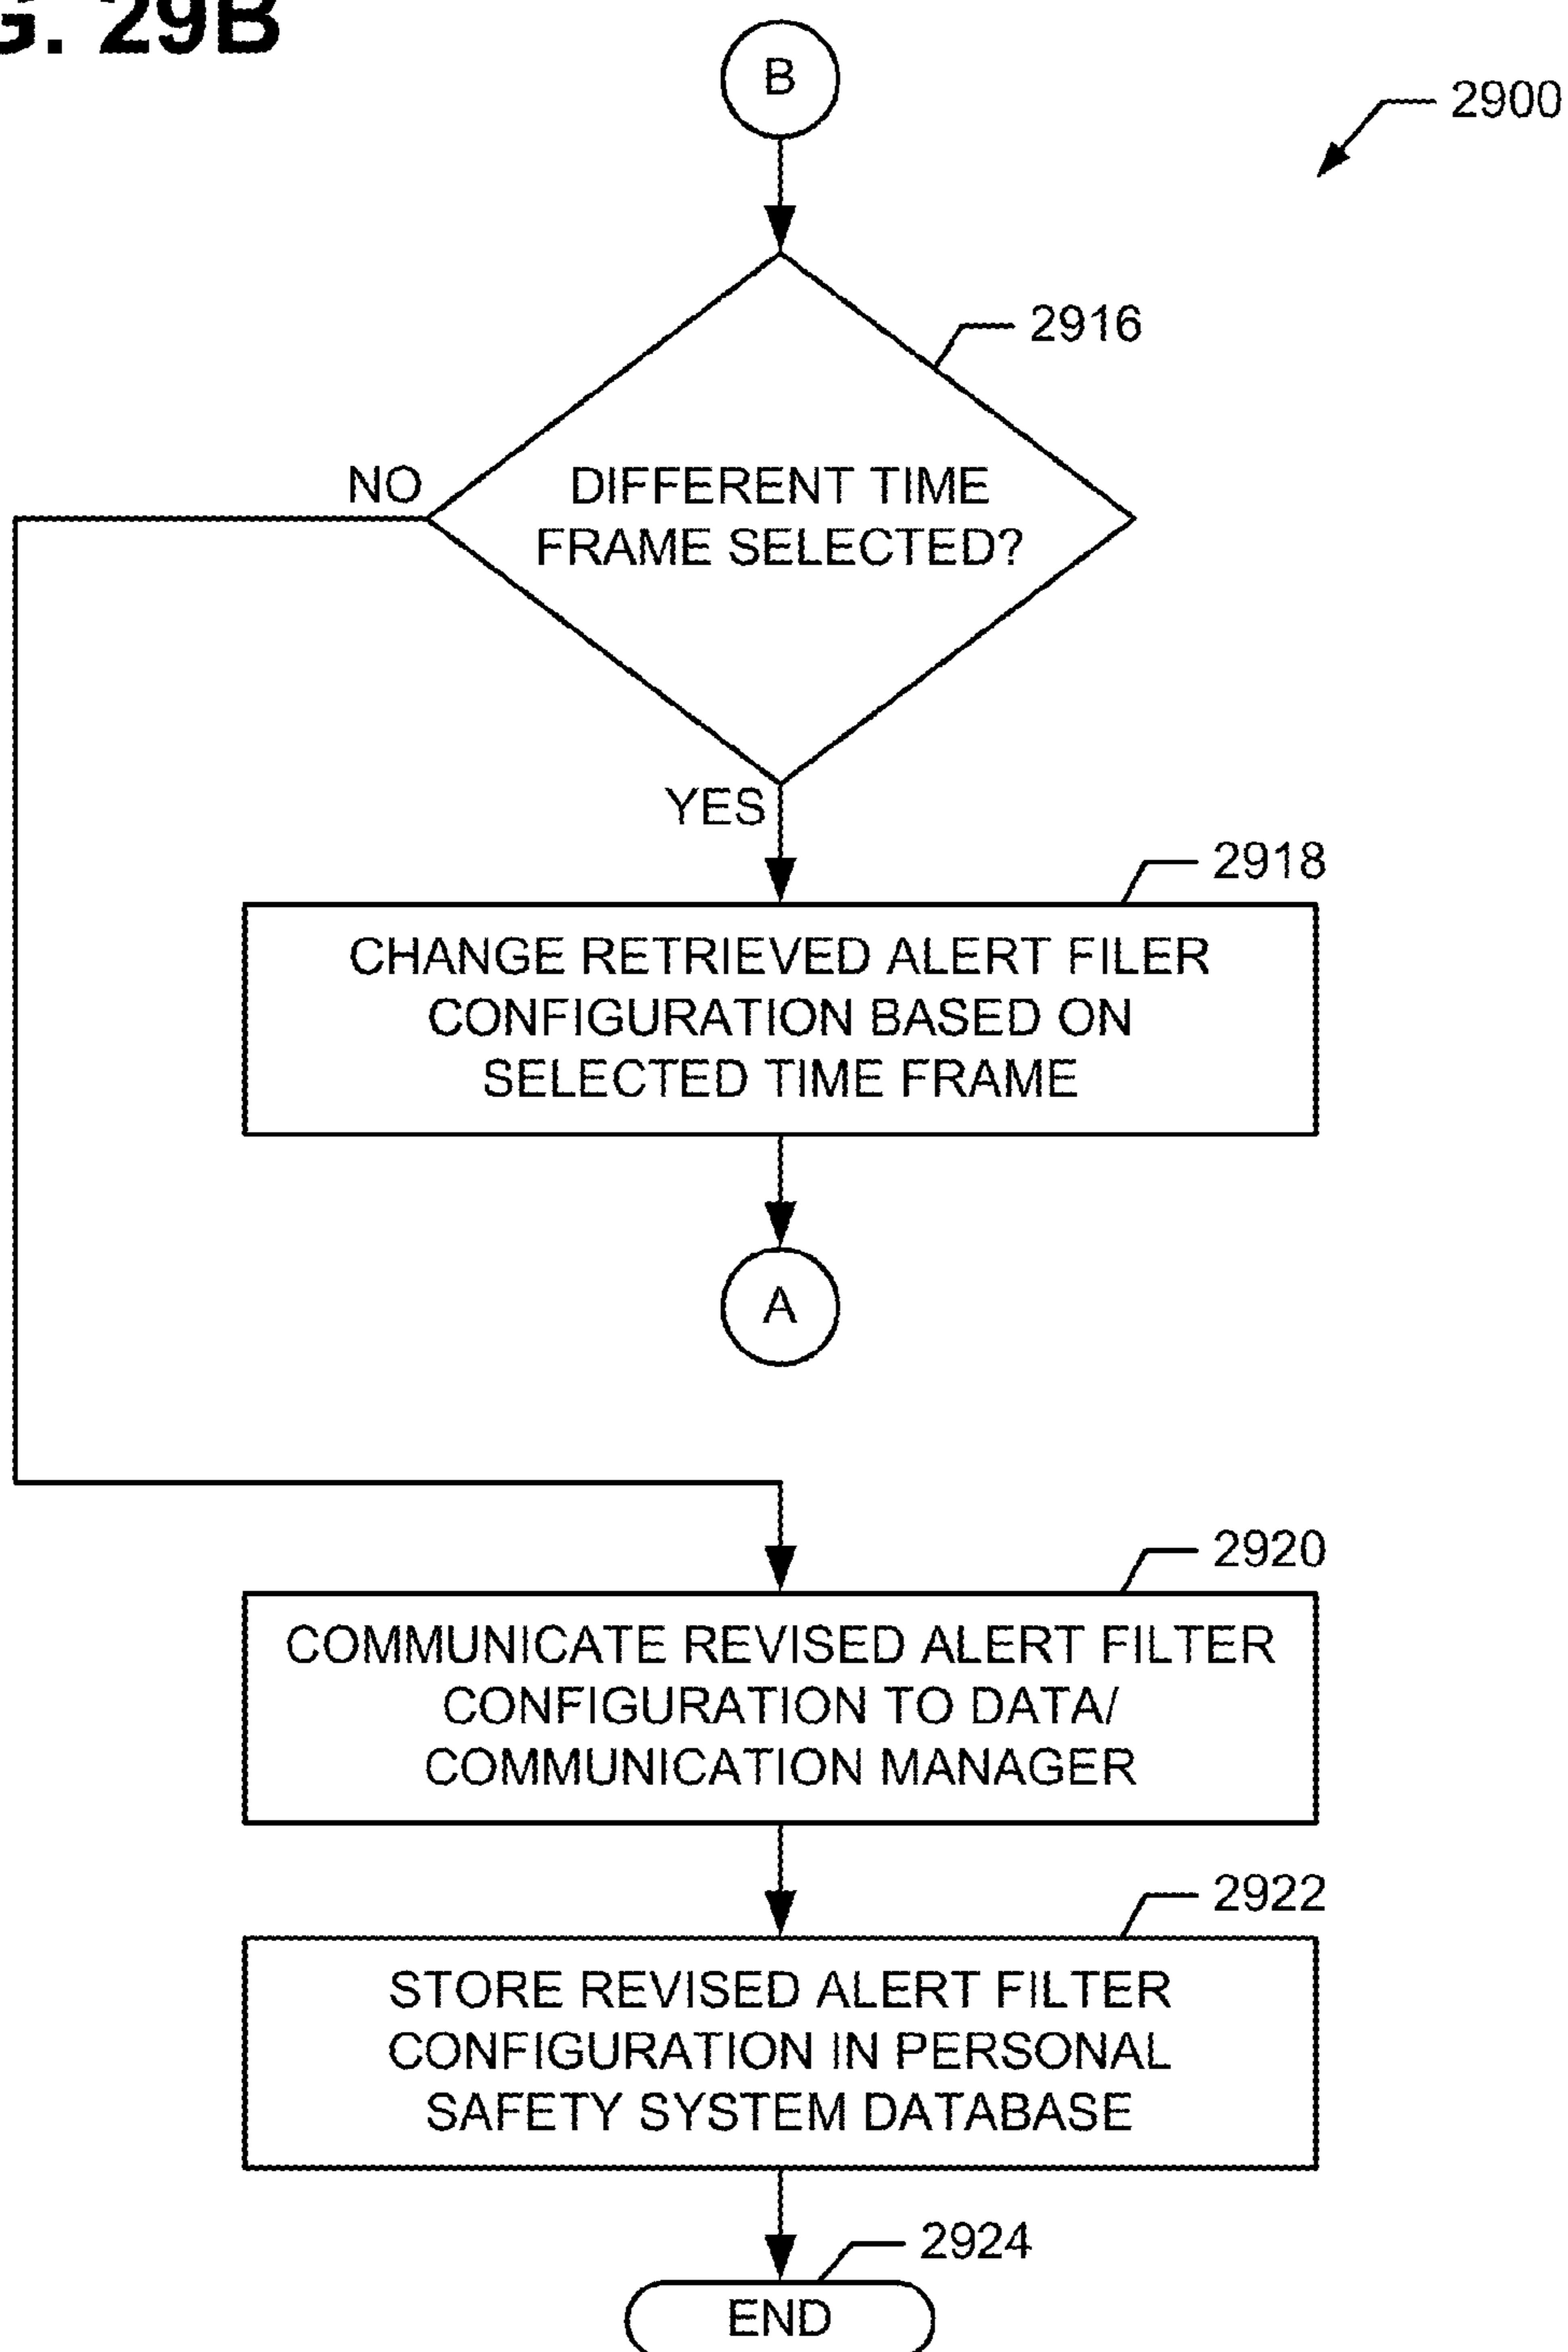 G. 29B
B
2900
2916
NO
DIFFERENT TIME
FRAME SELECTED?
YES
2918
CHANGE RETRIEVED ALERT FILER
CONFIGURATION BASED ON
SELECTED TIME FRAME
A
2920
COMMUNICATE REVISED ALERT FILTER
CONFIGURATION TO DATA/
COMMUNICATION MANAGER
2922
STORE REVISED ALERT FILTER
CONFIGURATION IN PERSONAL
SAFETY SYSTEM DATABASE
2924
END